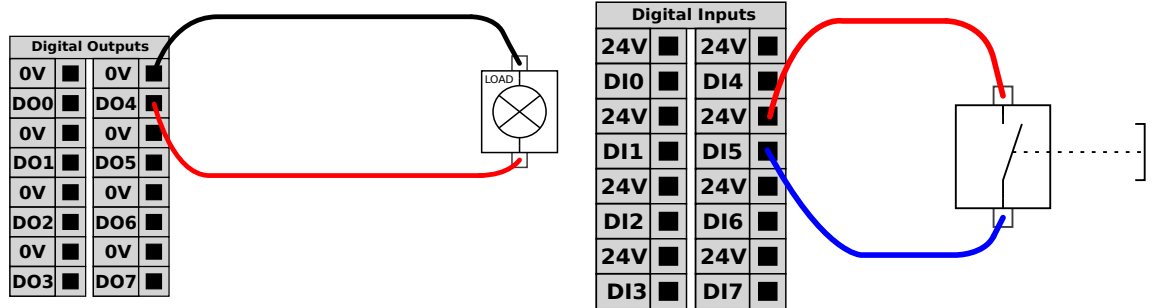 Digital Outputs
0V 0V
DO0 DO4
0V 0V
DO1 DO5
0V 0V
DO2 DO6
0V 0V
DO3 DO7
LOAD
Digital Inputs
24V 24V
DI0 DI4
24V 24V
DI1 DI5
24V 24V
DI2 DI6
24V 24V
DI3 DI7